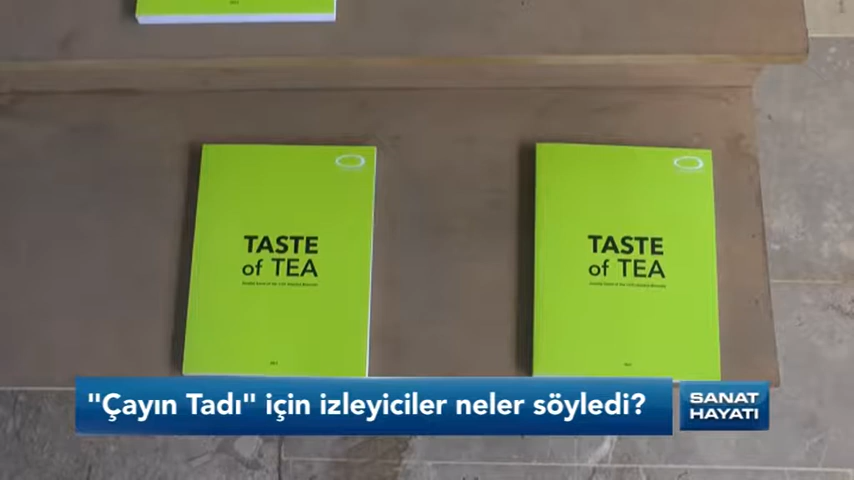 TASTE
of TEA
TASTE
of TEA
"Çayın Tadı" için izleyiciler neler söyledi?
SANAT
HAYATI